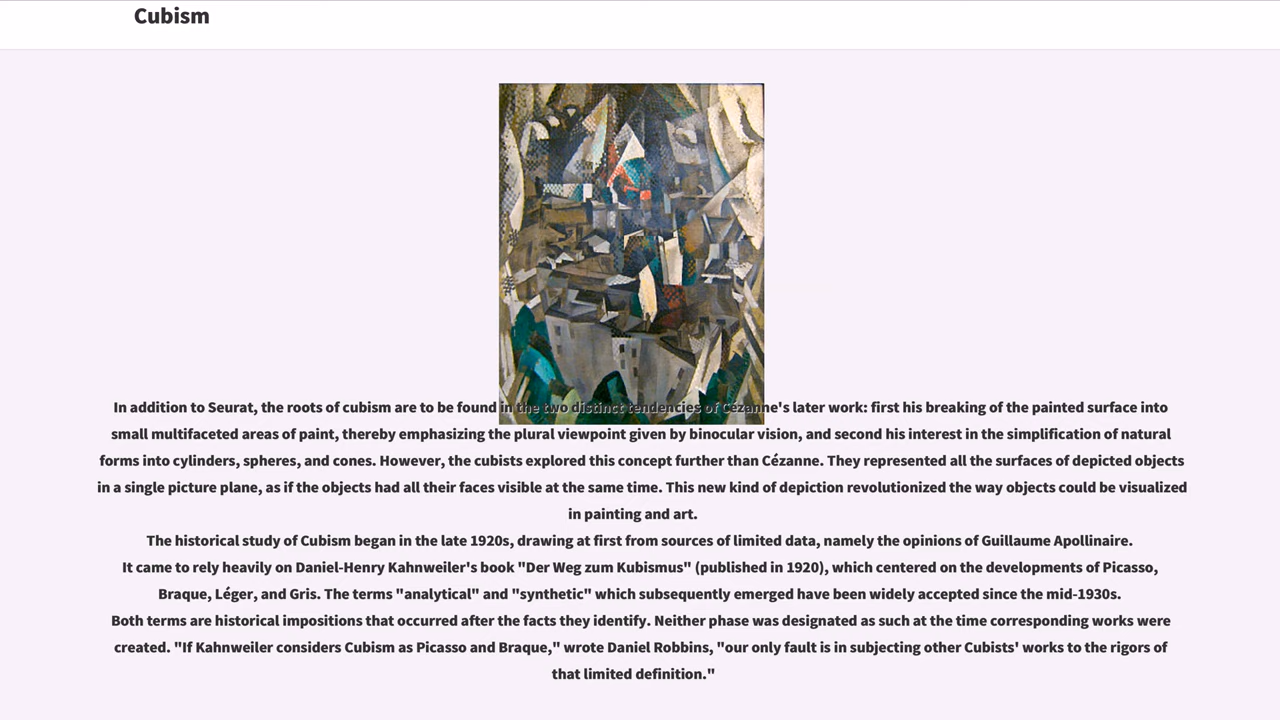 Cubism
In addition to Seurat, the roots of cubism are to be found in the two distinct tendencies of Cézanne's later work: first his breaking of the painted surface into
small multifaceted areas of paint, thereby emphasizing the plural viewpoint given by binocular vision, and second his interest in the simplification of natural
forms into cylinders, spheres, and cones. However, the cubists explored this concept further than Cézanne. They represented all the surfaces of depicted objects
in a single picture plane, as if the objects had all their faces visible at the same time. This new kind of depiction revolutionized the way objects could be visualized
in painting and art.
The historical study of Cubism began in the late 1920s, drawing at first from sources of limited data, namely the opinions of Guillaume Apollinaire.
It came to rely heavily on Daniel-Henry Kahnweiler's book "Der Weg zum Kubismus" (published in 1920), which centered on the developments of Picasso,
Braque, Léger, and Gris. The terms "analytical" and "synthetic" which subsequently emerged have been widely accepted since the mid-1930s.
Both terms are historical impositions that occurred after the facts they identify. Neither phase was designated as such at the time corresponding works were
created. "If Kahnweiler considers Cubism as Picasso and Braque," wrote Daniel Robbins, "our only fault is in subjecting other Cubists' works to the rigors of
that limited definition."